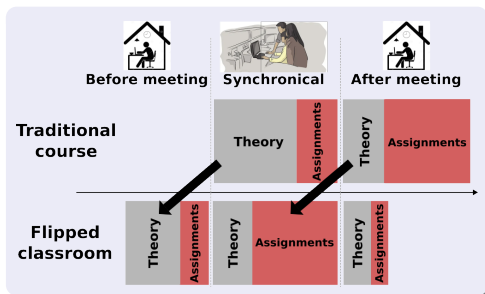 Before meeting
Synchronical
After meeting
Traditional
course
Theory
Assignments
Theory
Assignments
Flipped
classroom
Theory
Assignments
Theory
Assignments
Theory
Assignments